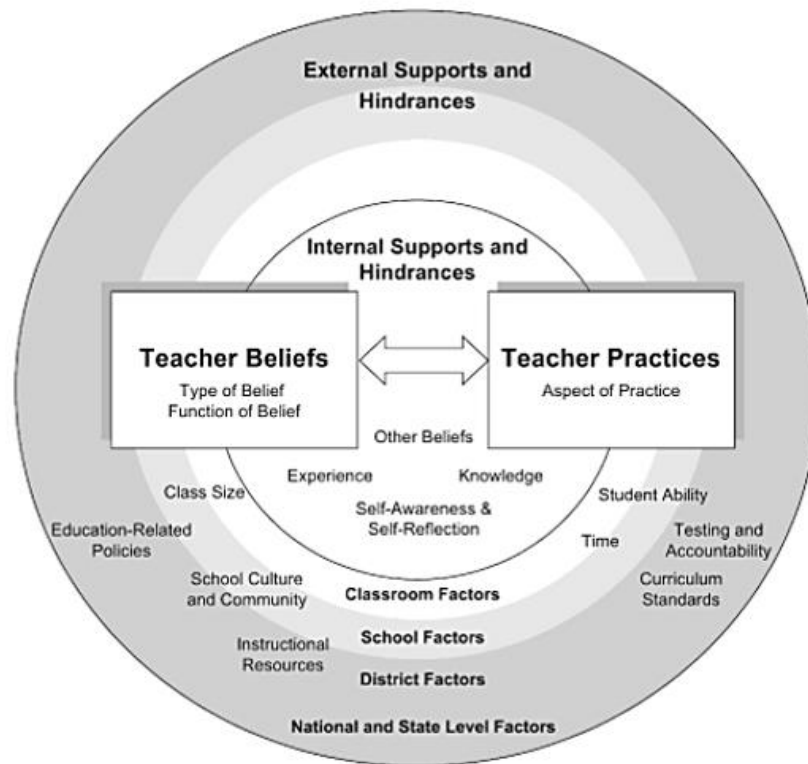 External Supports and
Hindrances
Internal Supports and
Hindrances
Teacher Beliefs
Type of Belief
Function of Belief
Teacher Practices
Aspect of Practice
Other Beliefs
Experience
Knowledge
Self-Awareness &
Self-Reflection
Class Size
Student Ability
Education-Related
Policies
Time
Testing and
Accountability
School Culture
and Community
Classroom Factors
Curriculum
Standards
Instructional
Resources
School Factors
District Factors
National and State Level Factors